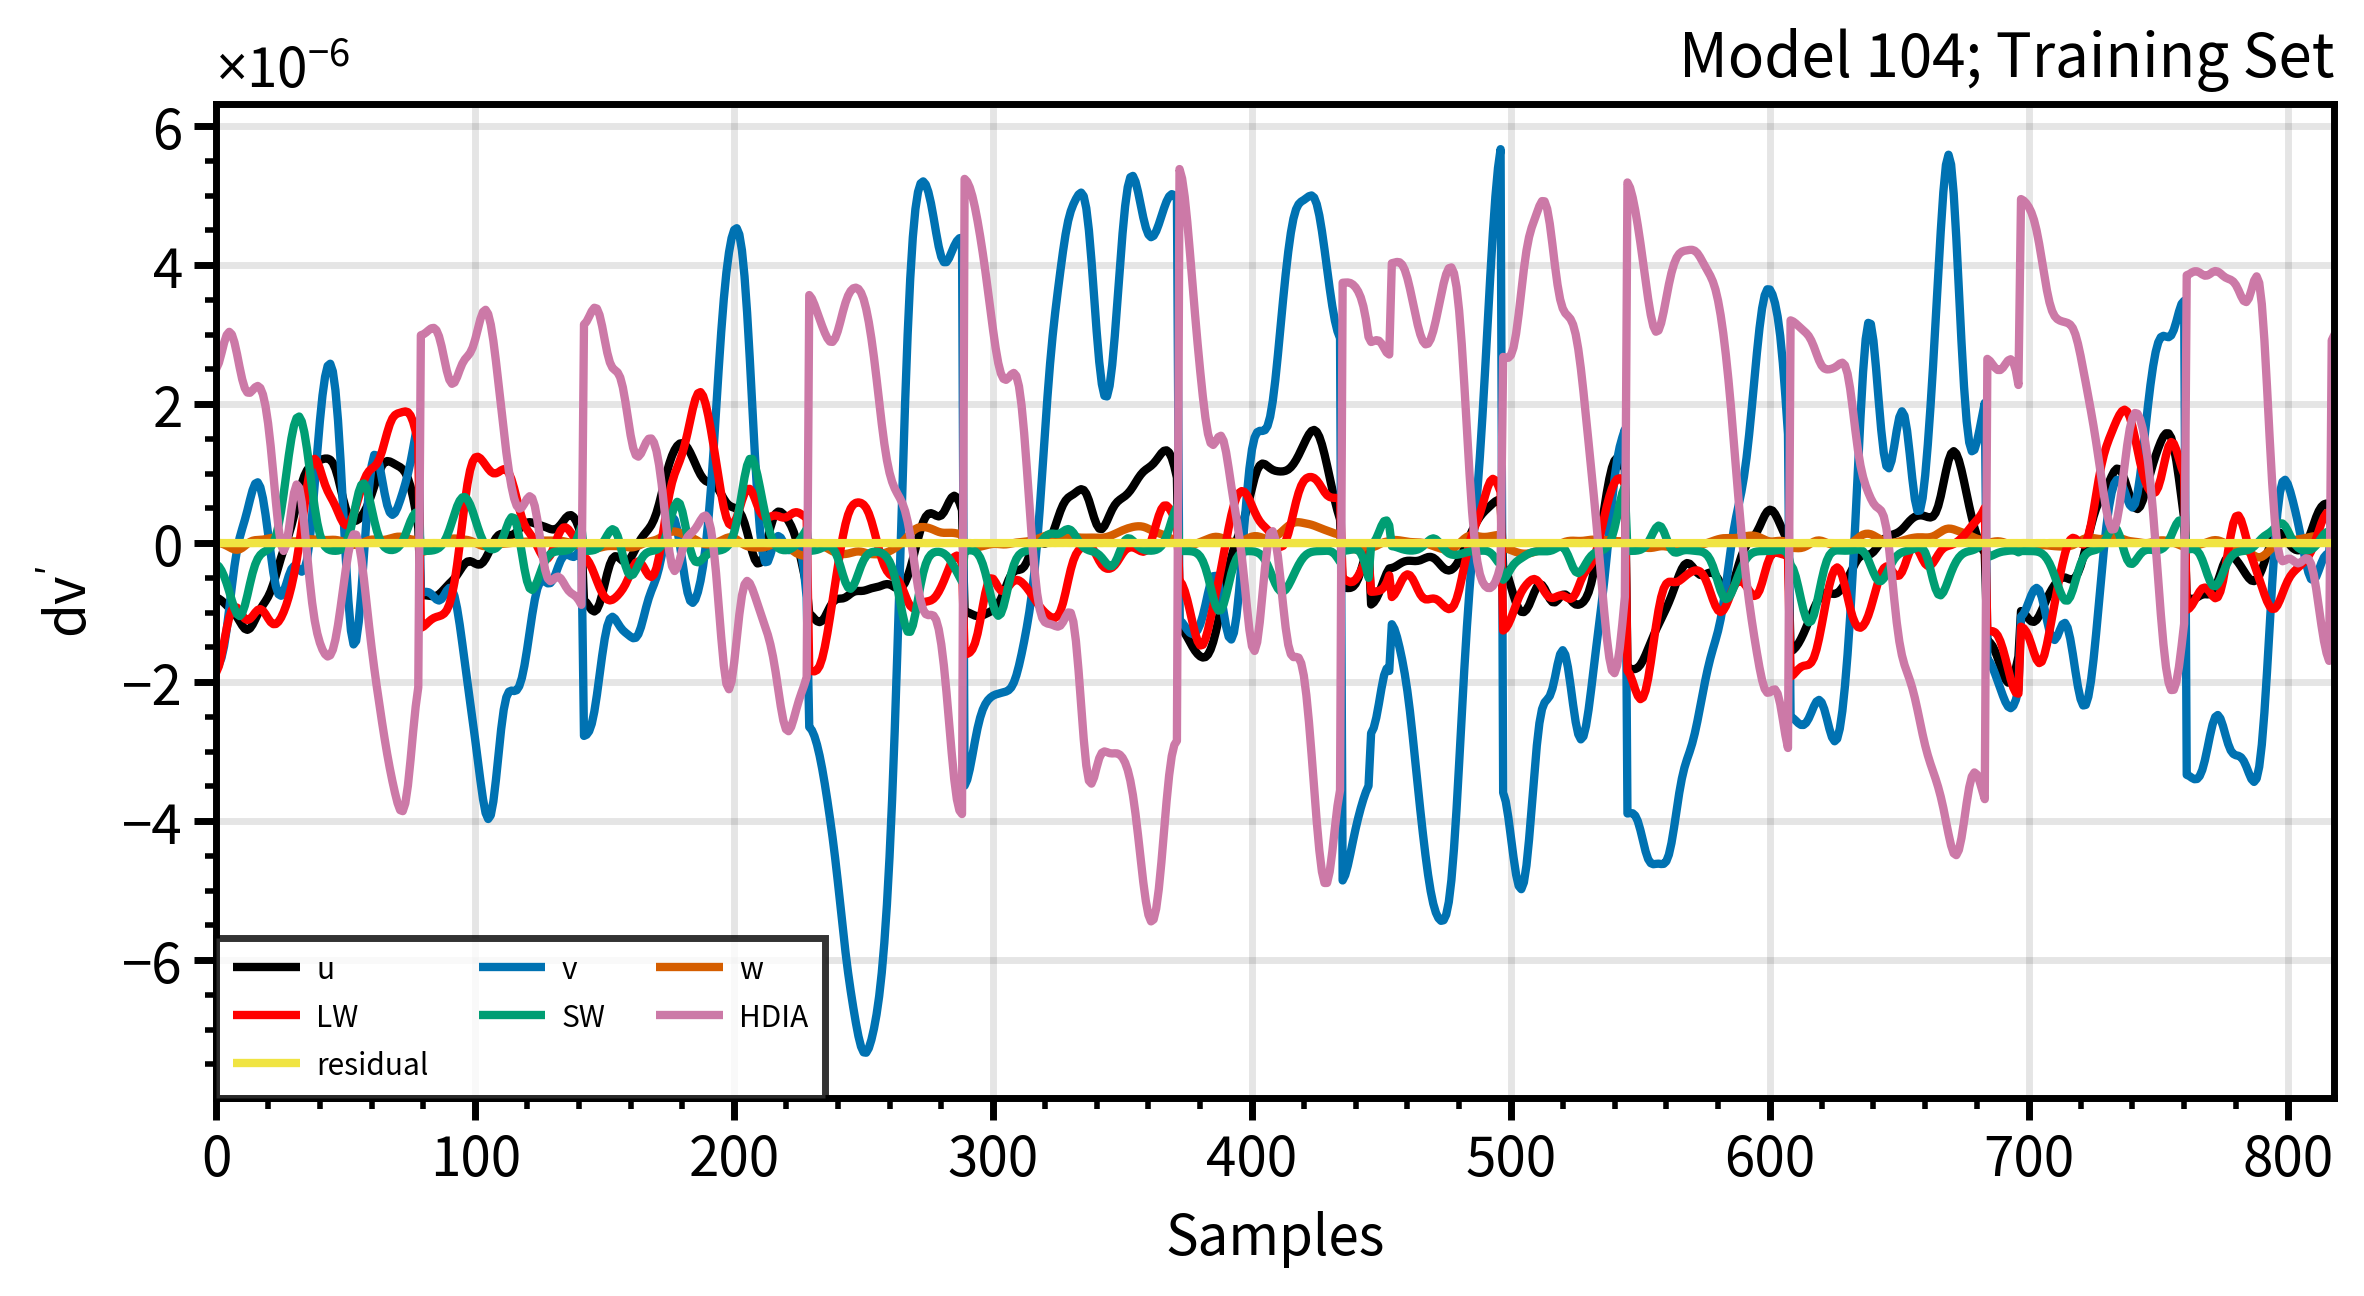 ×10⁻⁶
Model 104; Training Set
6
4
2
0
−2
−4
−6
dv′
u v w
LW SW HDIA
residual
0 100 200 300 400 500 600 700 800
Samples